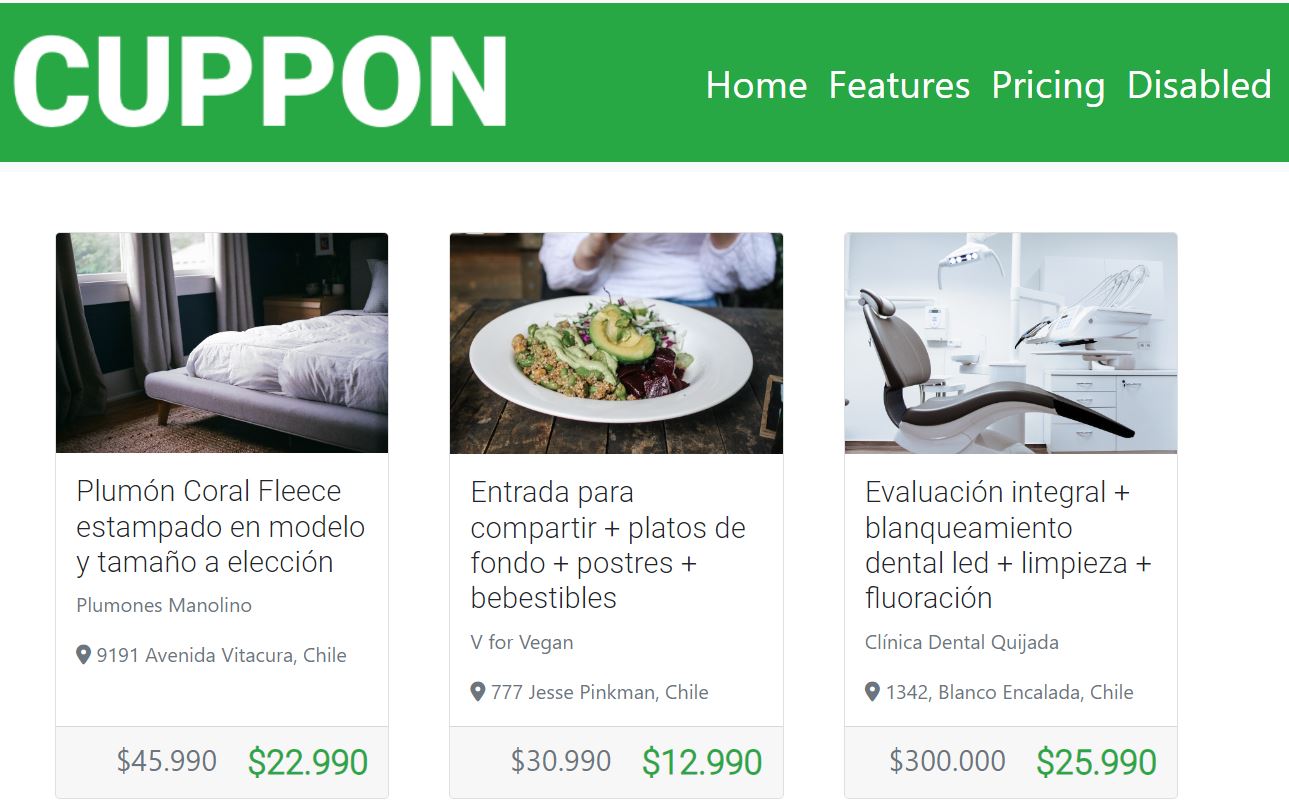 CUPPON
Home Features Pricing Disabled
Plumón Coral Fleece
estampado en modelo
y tamaño a elección
Plumones Manolino
9191 Avenida Vitacura, Chile
$45.990 $22.990
Entrada para
compartir + platos de
fondo + postres +
bebestibles
V for Vegan
777 Jesse Pinkman, Chile
$30.990 $12.990
Evaluación integral +
blanqueamiento
dental led + limpieza +
fluoración
Clínica Dental Quijada
1342, Blanco Encalada, Chile
$300.000 $25.990